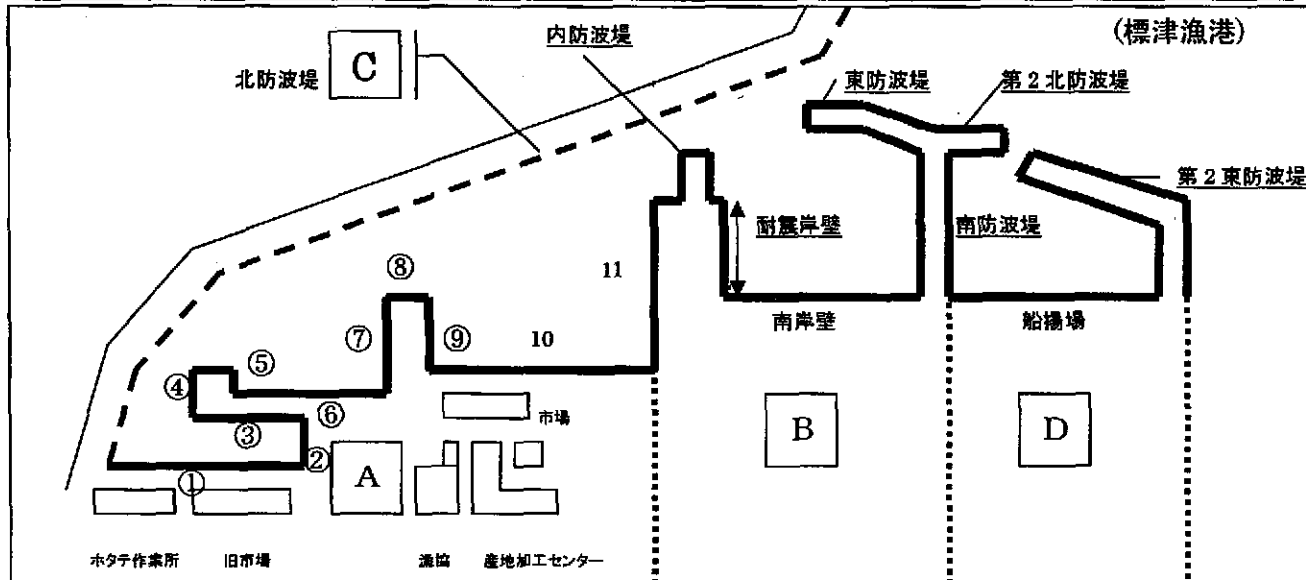 (標津漁港)
内防波堤
C
北防波堤
東防波堤
第2北防波堤
第2東防波堤
耐震岸壁
南防波堤
⑧
11
南岸壁
船揚場
⑦
⑨
10
⑤
④
⑥
市場
③
B
D
②
A
①
ホタテ作業所
旧市場
漁協
産地加工センター